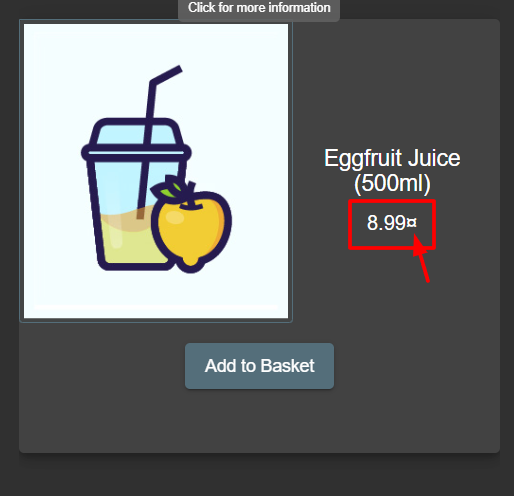 Click for more information
Eggfruit Juice
(500ml)
8.99¤
Add to Basket